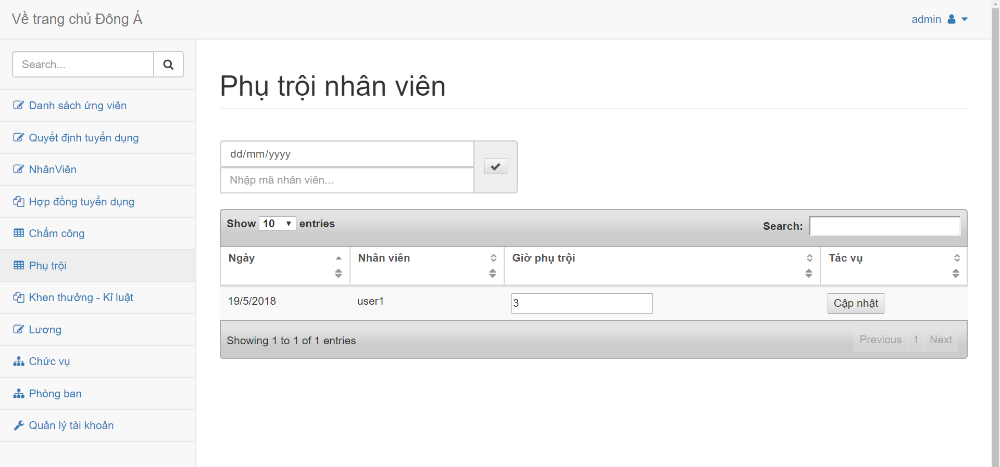 Về trang chủ Đông Á
admin
Search...
Danh sách ứng viên
Quyết định tuyển dụng
NhânViên
Hợp đồng tuyển dụng
Chấm công
Phụ trội
Khen thưởng - Kỉ luật
Lương
Chức vụ
Phòng ban
Quản lý tài khoản
Phụ trội nhân viên
dd/mm/yyyy
Nhập mã nhân viên...
Show 10 entries Search:
Ngày Nhân viên Giờ phụ trội Tác vụ
19/5/2018 user1 3 Cập nhật
Showing 1 to 1 of 1 entries Previous 1 Next